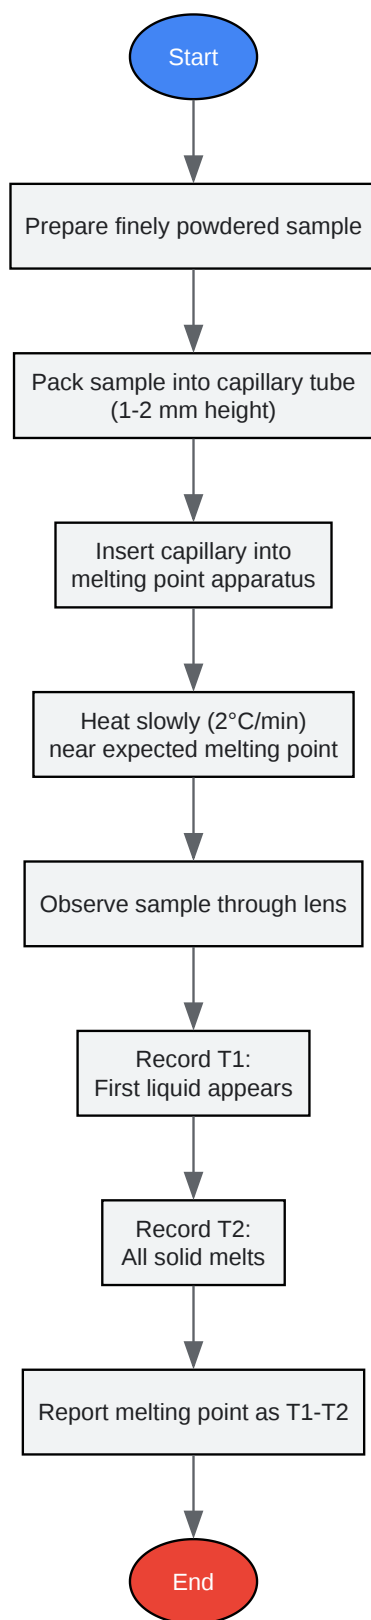 Start
Prepare finely powdered sample
Pack sample into capillary tube
(1-2 mm height)
Insert capillary into
melting point apparatus
Heat slowly (2°C/min)
near expected melting point
Observe sample through lens
Record T1:
First liquid appears
Record T2:
All solid melts
Report melting point as T1-T2
End